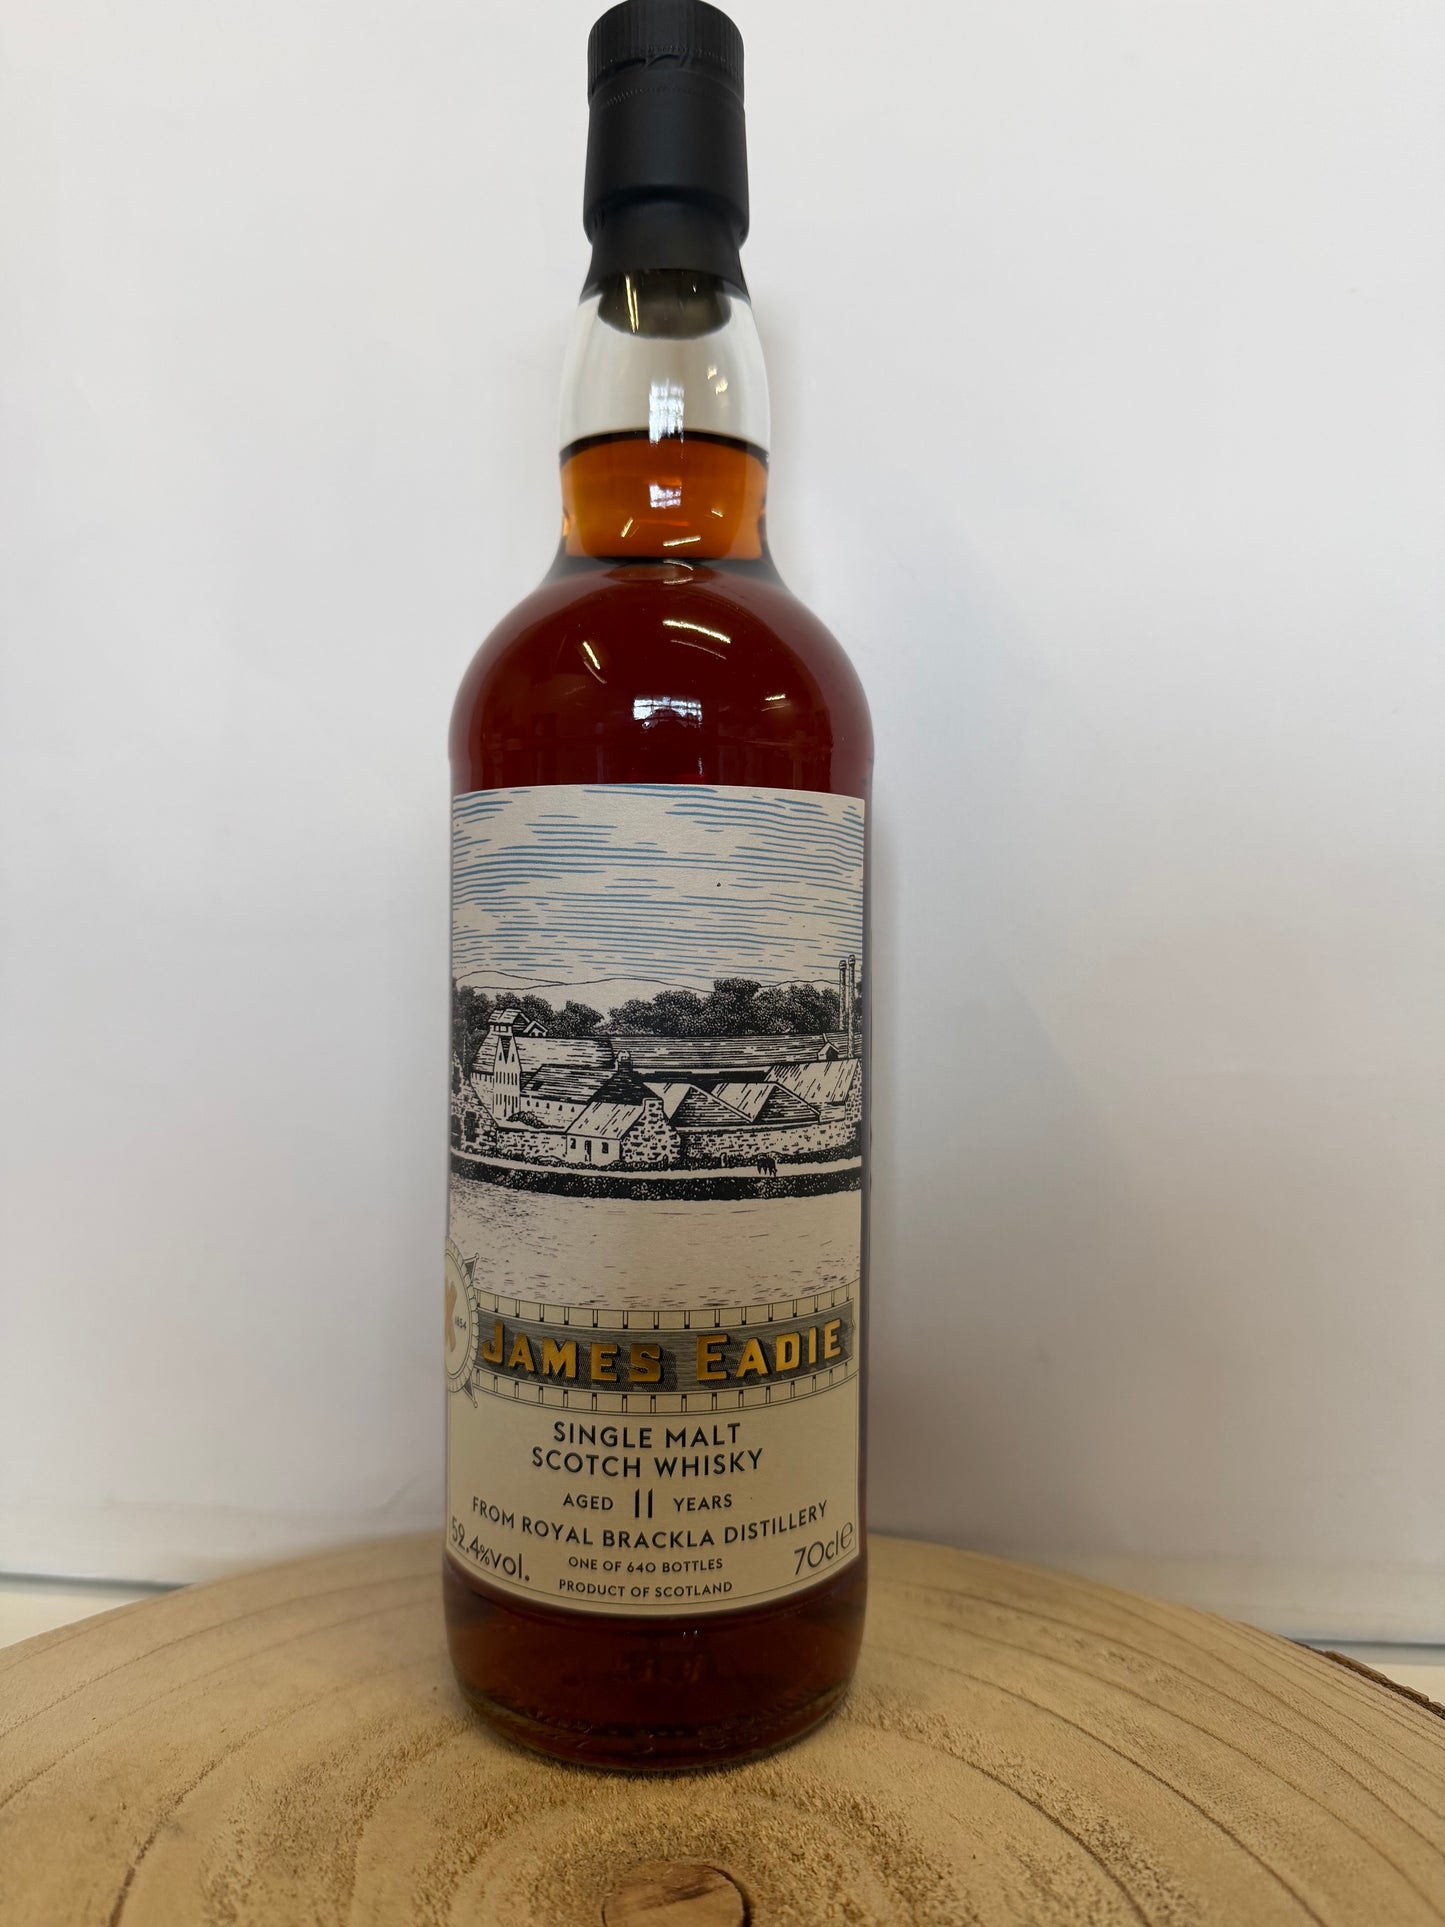 1854
JAMES EADIE
SINGLE MALT
SCOTCH WHISKY
AGED 11 YEARS
FROM ROYAL BRACKLA DISTILLERY
52.4%vol.
ONE OF 640 BOTTLES
70cle
PRODUCT OF SCOTLAND